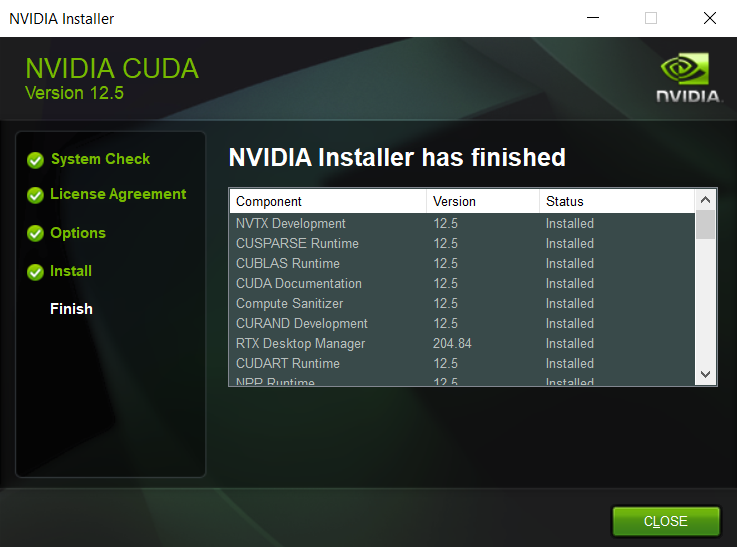 NVIDIA Installer
NVIDIA CUDA
Version 12.5
NVIDIA.
System Check
License Agreement
Options
Install
Finish
NVIDIA Installer has finished
Component Version Status
NVTX Development 12.5 Installed
CUSPARSE Runtime 12.5 Installed
CUBLAS Runtime 12.5 Installed
CUDA Documentation 12.5 Installed
Compute Sanitizer 12.5 Installed
CURAND Development 12.5 Installed
RTX Desktop Manager 204.84 Installed
CUDART Runtime 12.5 Installed
NPP Runtime 12.5 Installed
CLOSE